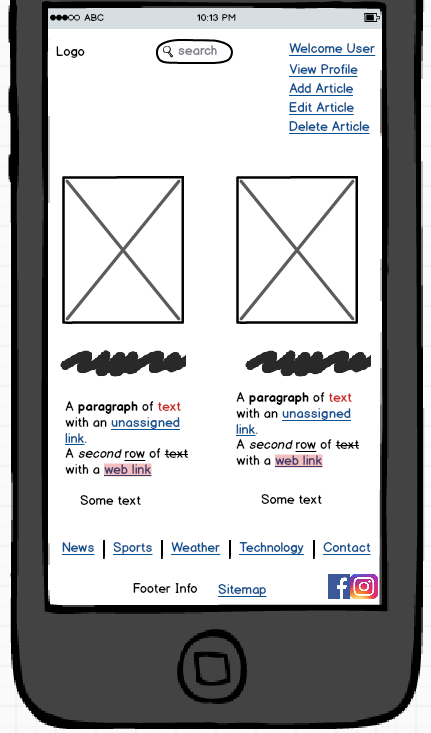 ABC 10:13 PM
Logo search Welcome User
View Profile
Add Article
Edit Article
Delete Article
A paragraph of text
with an unassigned
link.
A second row of text
with a web link
Some text
A paragraph of text
with an unassigned
link.
A second row of text
with a web link
Some text
News Sports Weather Technology Contact
Footer Info Sitemap